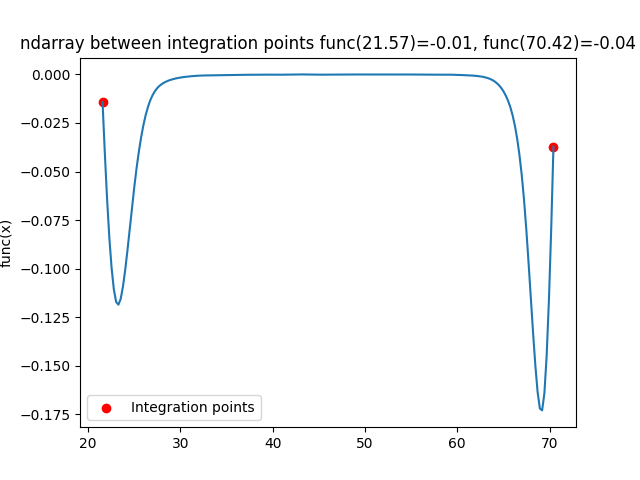 ndarray between integration points func(21.57)=-0.01, func(70.42)=-0.04
0.000
−0.025
−0.050
−0.075
−0.100
−0.125
−0.150
−0.175
func(x)
Integration points
20 30 40 50 60 70